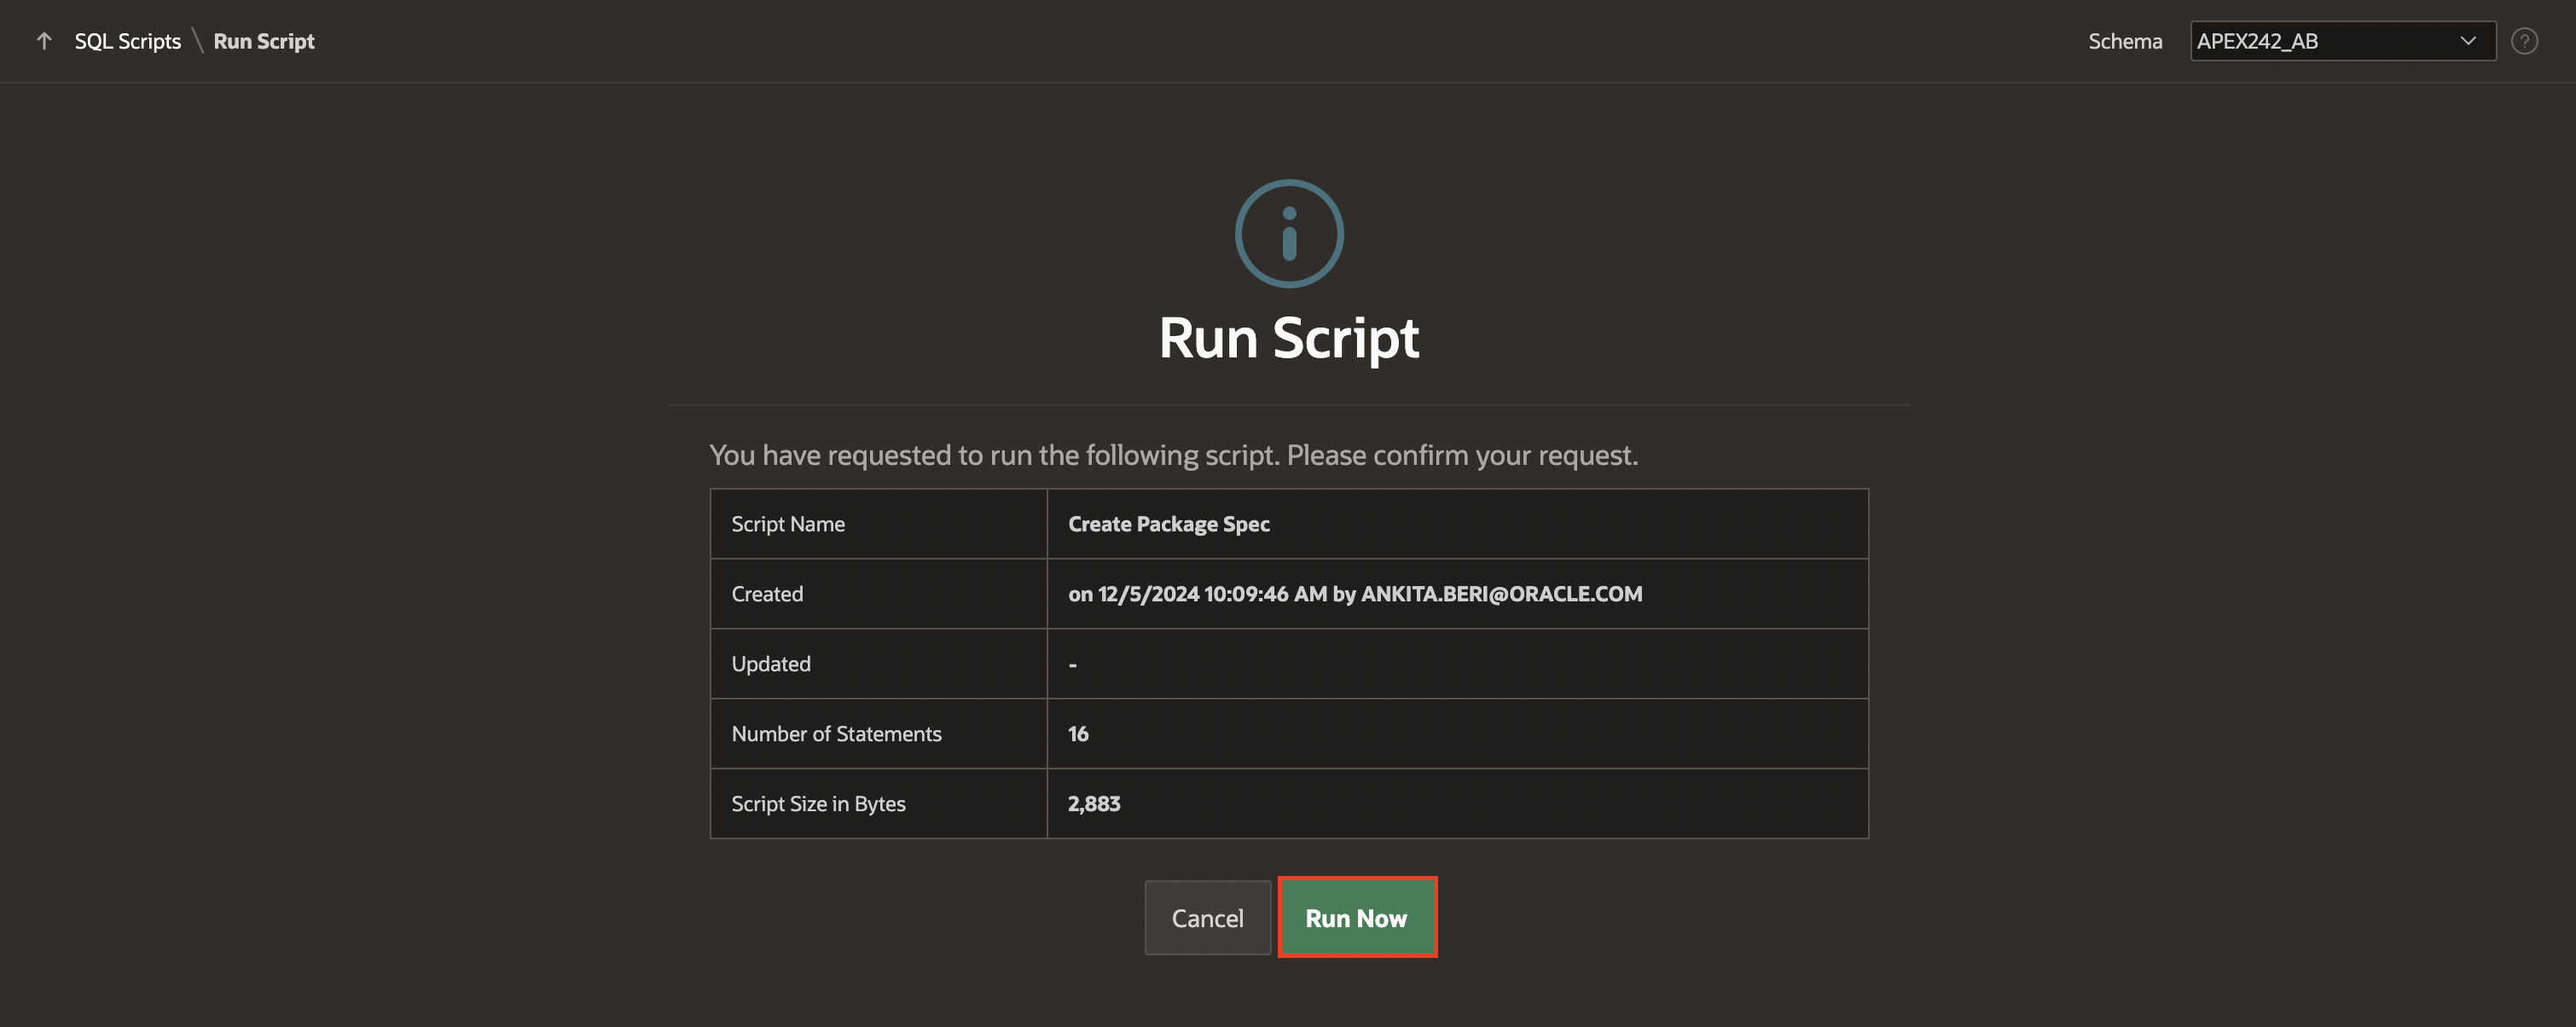 SQL Scripts \ Run Script
Schema APEX242_AB
Run Script
You have requested to run the following script. Please confirm your request.
Script Name Create Package Spec
Created on 12/5/2024 10:09:46 AM by ANKITA.BERI@ORACLE.COM
Updated -
Number of Statements 16
Script Size in Bytes 2,883
Cancel Run Now